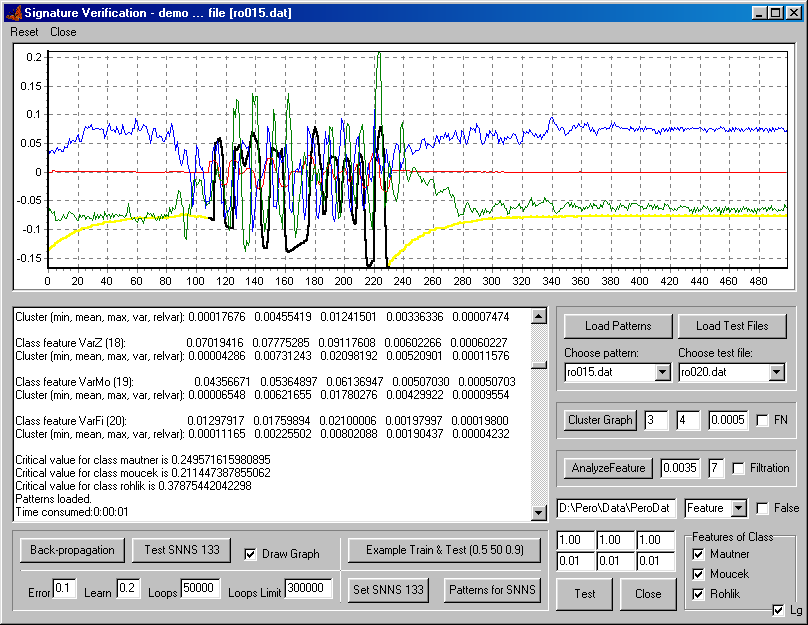 Signature Verification - demo ... file [ro015.dat]
Reset Close
0.2
0.15
0.1
0.05
0
-0.05
-0.1
-0.15
0 20 40 60 80 100 120 140 160 180 200 220 240 260 280 300 320 340 360 380 400 420 440 460 480
Cluster (min, mean, max, var, relvar): 0.00017676 0.00455419 0.01241501 0.00336336 0.00007474
Class feature VarZ (18): 0.07019416 0.07775285 0.09117608 0.00602266 0.00060227
Cluster (min, mean, max, var, relvar): 0.00004286 0.00731243 0.02098192 0.00520901 0.00011576
Class feature VarMo (19): 0.04356671 0.05364897 0.06136947 0.00507030 0.00050703
Cluster (min, mean, max, var, relvar): 0.00006548 0.00621655 0.01780276 0.00429922 0.00009554
Class feature VarFi (20): 0.01297917 0.01759894 0.02100006 0.00197997 0.00019800
Cluster (min, mean, max, var, relvar): 0.00011165 0.00225502 0.00802088 0.00190437 0.00004232
Critical value for class mautner is 0.249571615980895
Critical value for class moucek is 0.211447387855062
Critical value for class rohlik is 0.37875442042298
Patterns loaded.
Time consumed:0:00:01
Load Patterns Load Test Files
Choose pattern: Choose test file:
ro015.dat ro020.dat
Cluster Graph 3 4 0.0005 FN
AnalyzeFeature 0.0035 7 Filtration
D:\Pero\Data\PeroDat Feature False
1.00 1.00 1.00
0.01 0.01 0.01
Test Close
Features of Class
Mautner
Moucek
Rohlik
Lg
Back-propagation Test SNNS 133 Draw Graph Example Train & Test (0.5 50 0.9)
Error 0.1 Learn 0.2 Loops 50000 Loops Limit 300000 Set SNNS 133 Patterns for SNNS